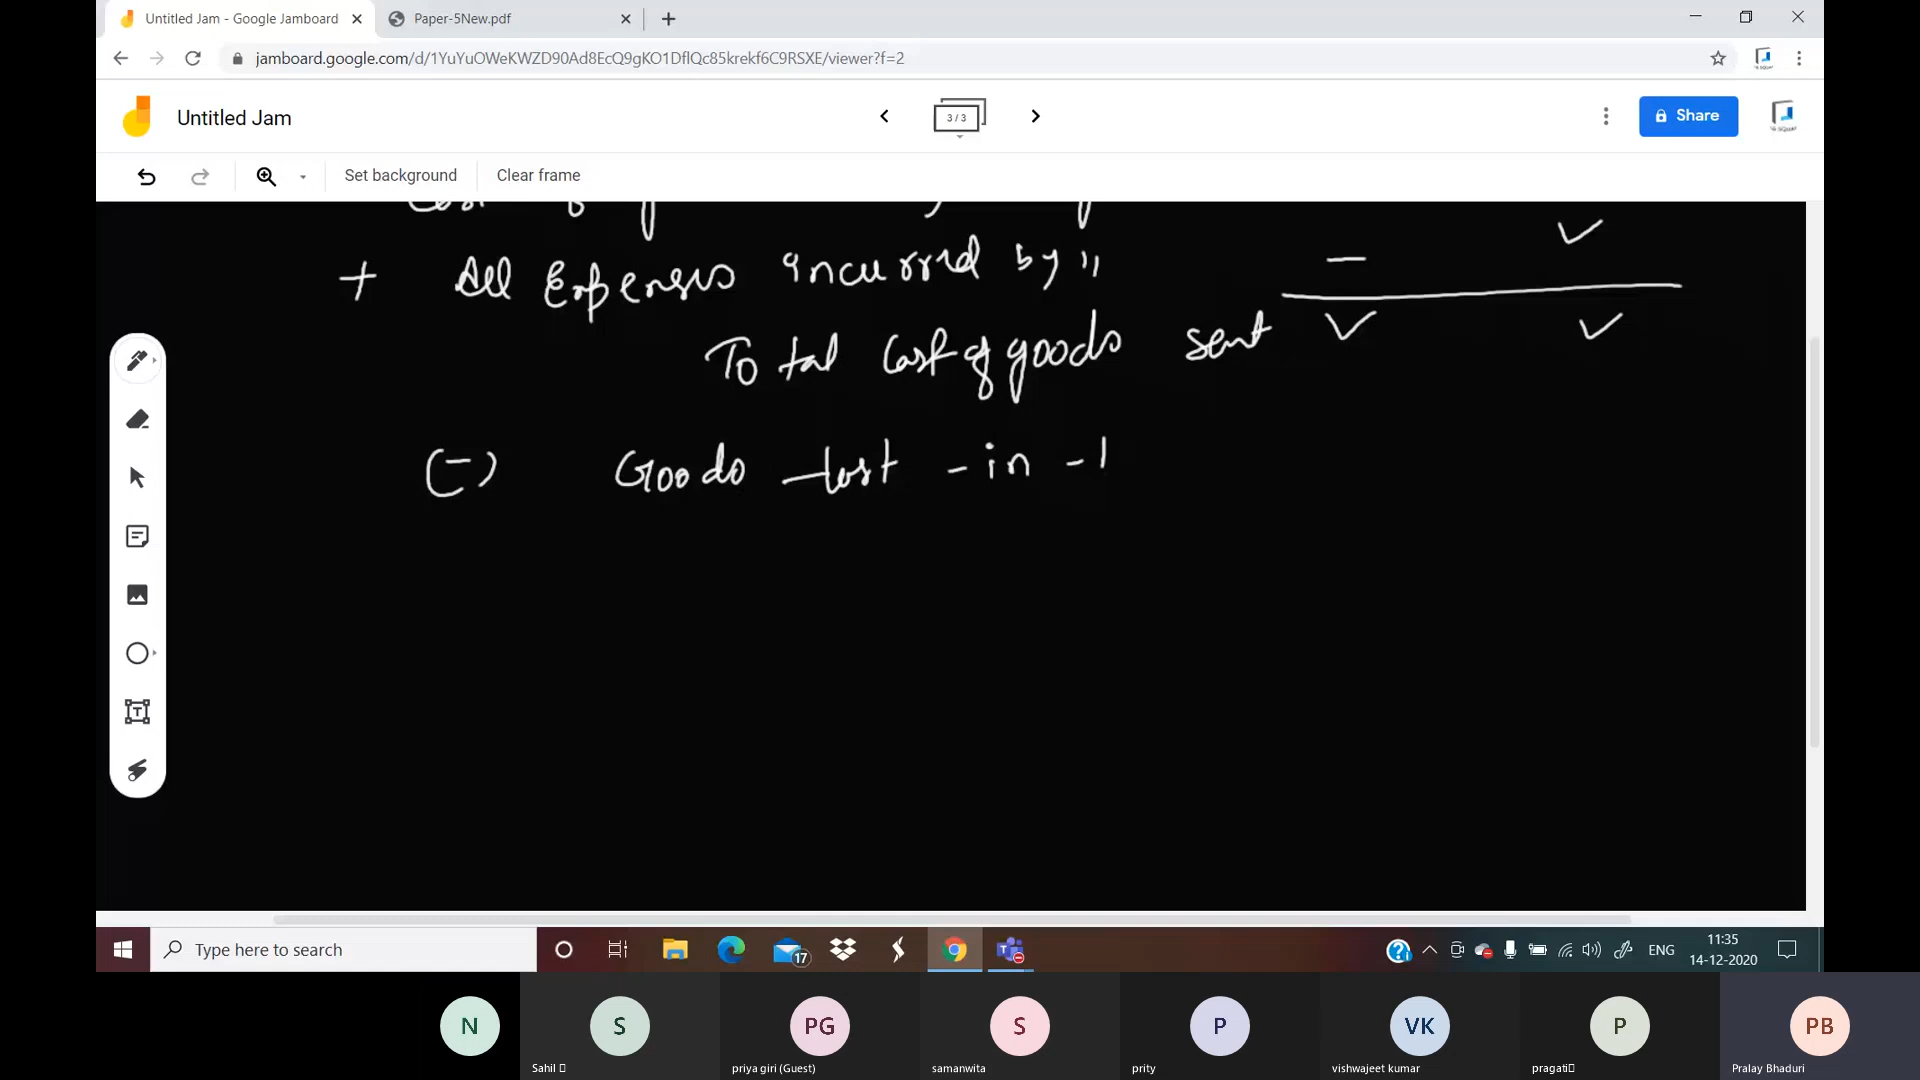 Untitled Jam - Google Jamboard
Paper-5New.pdf
jamboard.google.com/d/1YuYuOWeKWZD90Ad8EcQ9gKO1DflQc85krekf6C9RSXE/viewer?f=2
Untitled Jam
3 / 3
Share
Set background
Clear frame
+ All Expenses incurred by "
Total Cost of goods sent
(-) Goods - lost - in - 1
Type here to search
17
ENG
11:35
14-12-2020
N
S
PG
S
P
VK
P
PB
Sahil
priya giri (Guest)
samanwita
prity
vishwajeet kumar
pragati
Pralay Bhaduri